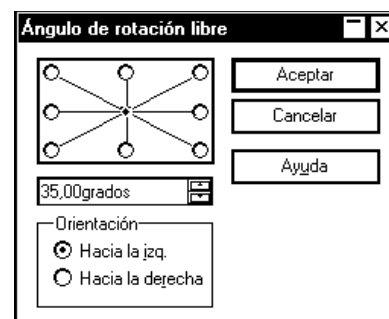 Ángulo de rotación libre
Aceptar
Cancelar
Ayuda
35,00grados
Orientación
Hacia la izq.
Hacia la derecha